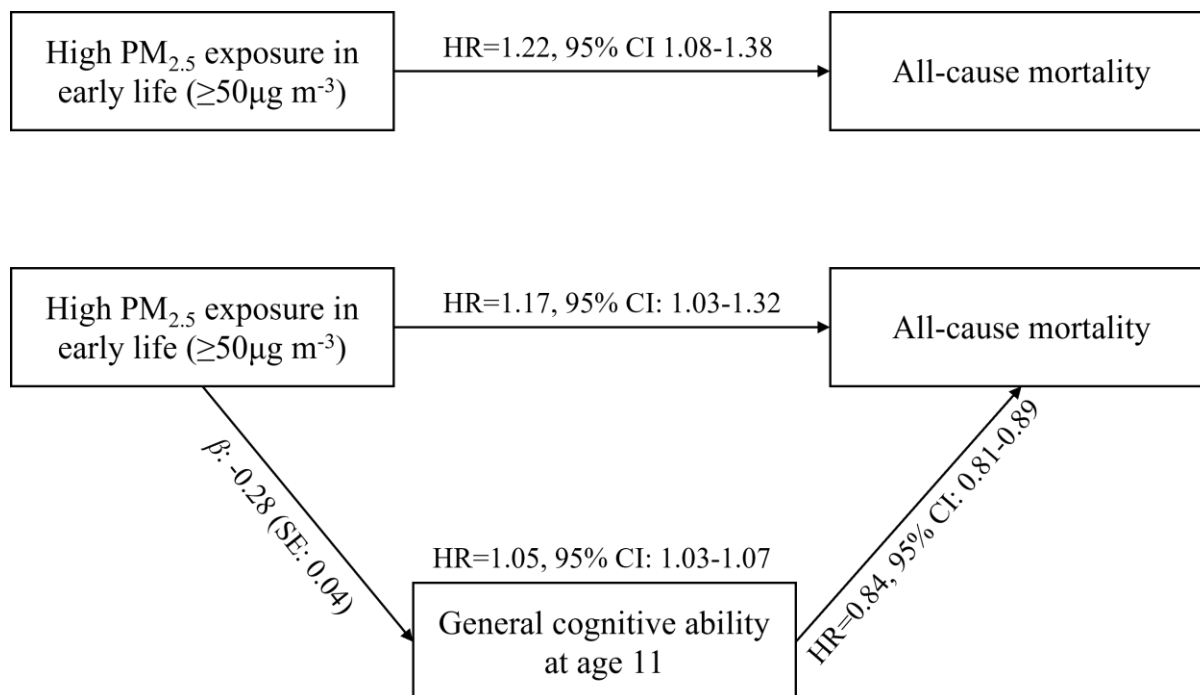 High PM₂.₅ exposure in
early life (≥50μg m⁻³)
HR=1.22, 95% CI 1.08-1.38
All-cause mortality
High PM₂.₅ exposure in
early life (≥50μg m⁻³)
HR=1.17, 95% CI: 1.03-1.32
All-cause mortality
β: -0.28 (SE: 0.04)
HR=1.05, 95% CI: 1.03-1.07
General cognitive ability
at age 11
HR=0.84, 95% CI: 0.81-0.89